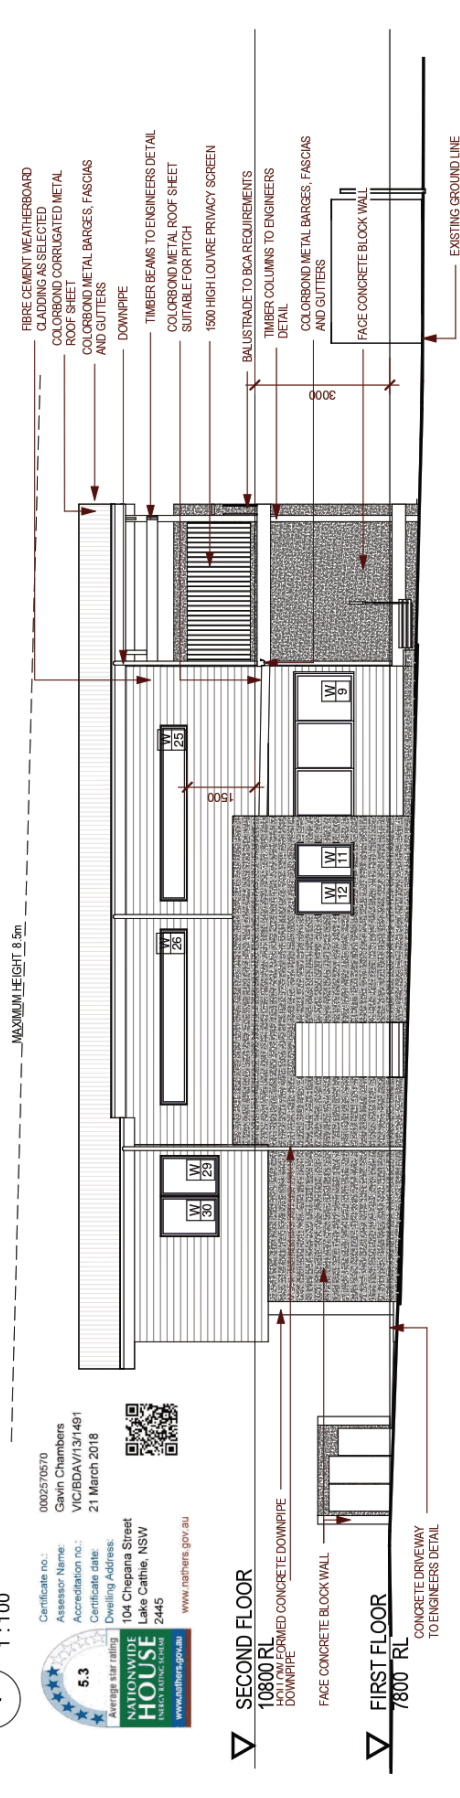 1 : 100
MAXIMUM HEIGHT 8.5m
5.3
Average star rating
NATIONWIDE
HOUSE
ENERGY RATING SCHEME
www.nathers.gov.au
Certificate no.: 0002570570
Assessor Name: Gavin Chambers
Accreditation no.: VIC/BDAV/13/1491
Certificate date: 21 March 2018
Dwelling Address:
104 Chepana Street
Lake Cathie, NSW
2445
www.nathers.gov.au
FIBRE CEMENT WEATHERBOARD
CLADDING AS SELECTED
COLORBOND CORRUGATED METAL
ROOF SHEET
COLORBOND METAL BARGES, FASCIAS
AND GUTTERS
DOWNPIPE
TIMBER BEAMS TO ENGINEERS DETAIL
COLORBOND METAL ROOF SHEET
SUITABLE FOR PITCH
1500 HIGH LOUVRE PRIVACY SCREEN
BALUSTRADE TO BCA REQUIREMENTS
TIMBER COLUMNS TO ENGINEERS
DETAIL
COLORBOND METAL BARGES, FASCIAS
AND GUTTERS
FACE CONCRETE BLOCK WALL
EXISTING GROUND LINE
W
30
W
29
W
26
W
25
W
12
W
11
W
9
1500
3000
SECOND FLOOR
10800 RL
HOLLOW FORMED CONCRETE DOWNPIPE
DOWNPIPE
FACE CONCRETE BLOCK WALL
FIRST FLOOR
7800 RL
CONCRETE DRIVEWAY
TO ENGINEERS DETAIL